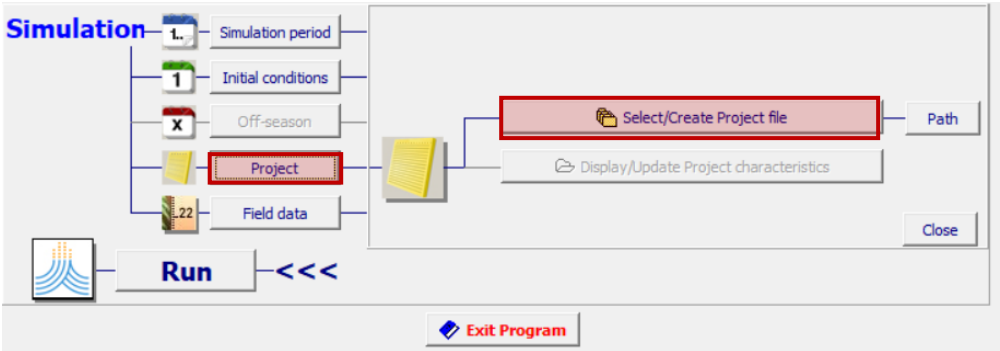 Simulation
1..
Simulation period
1
Initial conditions
x
Off-season
Select/Create Project file
Path
Project
Display/Update Project characteristics
..22
Field data
Close
Run
<<<
Exit Program